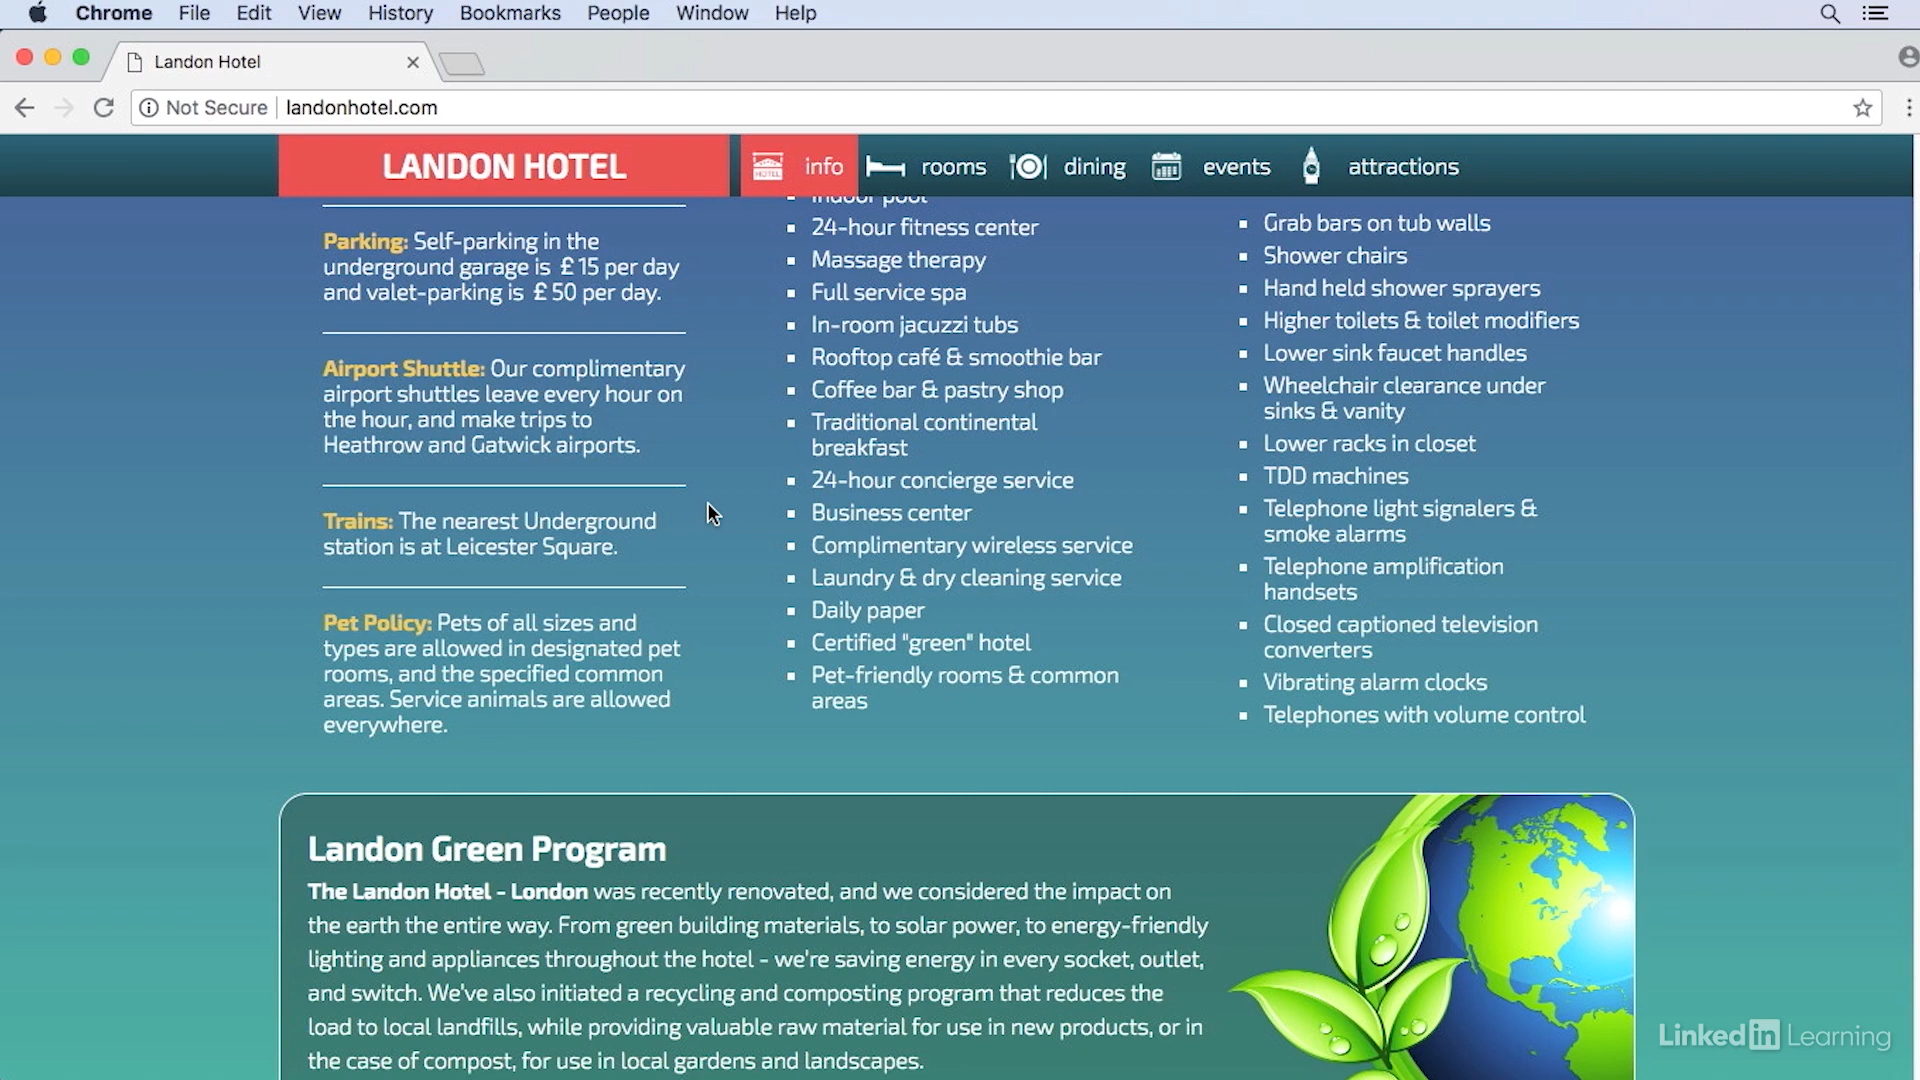 Chrome File Edit View History Bookmarks People Window Help
Landon Hotel
Not Secure landonhotel.com
LANDON HOTEL
HOTEL info rooms dining events attractions
Parking: Self-parking in the
underground garage is £15 per day
and valet-parking is £50 per day.
Airport Shuttle: Our complimentary
airport shuttles leave every hour on
the hour, and make trips to
Heathrow and Gatwick airports.
Trains: The nearest Underground
station is at Leicester Square.
Pet Policy: Pets of all sizes and
types are allowed in designated pet
rooms, and the specified common
areas. Service animals are allowed
everywhere.
Indoor pool
24-hour fitness center
Massage therapy
Full service spa
In-room jacuzzi tubs
Rooftop café & smoothie bar
Coffee bar & pastry shop
Traditional continental
breakfast
24-hour concierge service
Business center
Complimentary wireless service
Laundry & dry cleaning service
Daily paper
Certified "green" hotel
Pet-friendly rooms & common
areas
Grab bars on tub walls
Shower chairs
Hand held shower sprayers
Higher toilets & toilet modifiers
Lower sink faucet handles
Wheelchair clearance under
sinks & vanity
Lower racks in closet
TDD machines
Telephone light signalers &
smoke alarms
Telephone amplification
handsets
Closed captioned television
converters
Vibrating alarm clocks
Telephones with volume control
Landon Green Program
The Landon Hotel - London was recently renovated, and we considered the impact on
the earth the entire way. From green building materials, to solar power, to energy-friendly
lighting and appliances throughout the hotel - we're saving energy in every socket, outlet,
and switch. We've also initiated a recycling and composting program that reduces the
load to local landfills, while providing valuable raw material for use in new products, or in
the case of compost, for use in local gardens and landscapes.
Linked in Learning